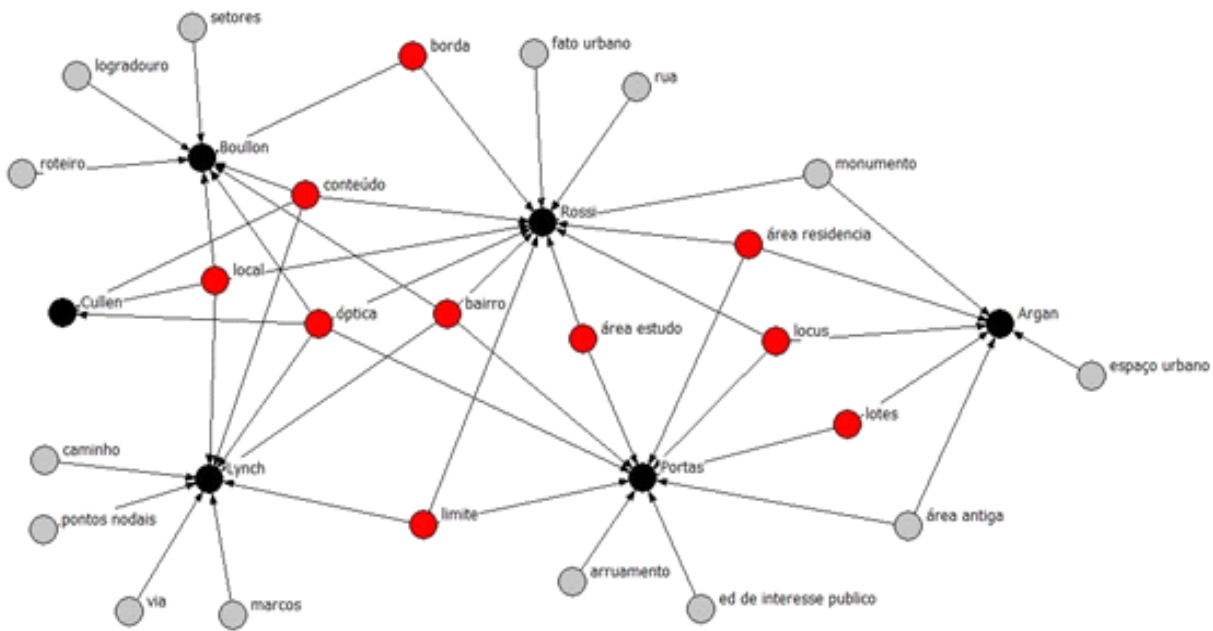 setores
borda
fato urbano
logradouro
rua
Boullon
roteiro
monumento
conteúdo
Rossi
área residencia
local
Cullen
óptica
bairro
área estudo
locus
Argan
espaço urbano
lotes
caminho
Lynch
Portas
pontos nodais
limite
área antiga
arruamento
via
marcos
ed de interesse publico